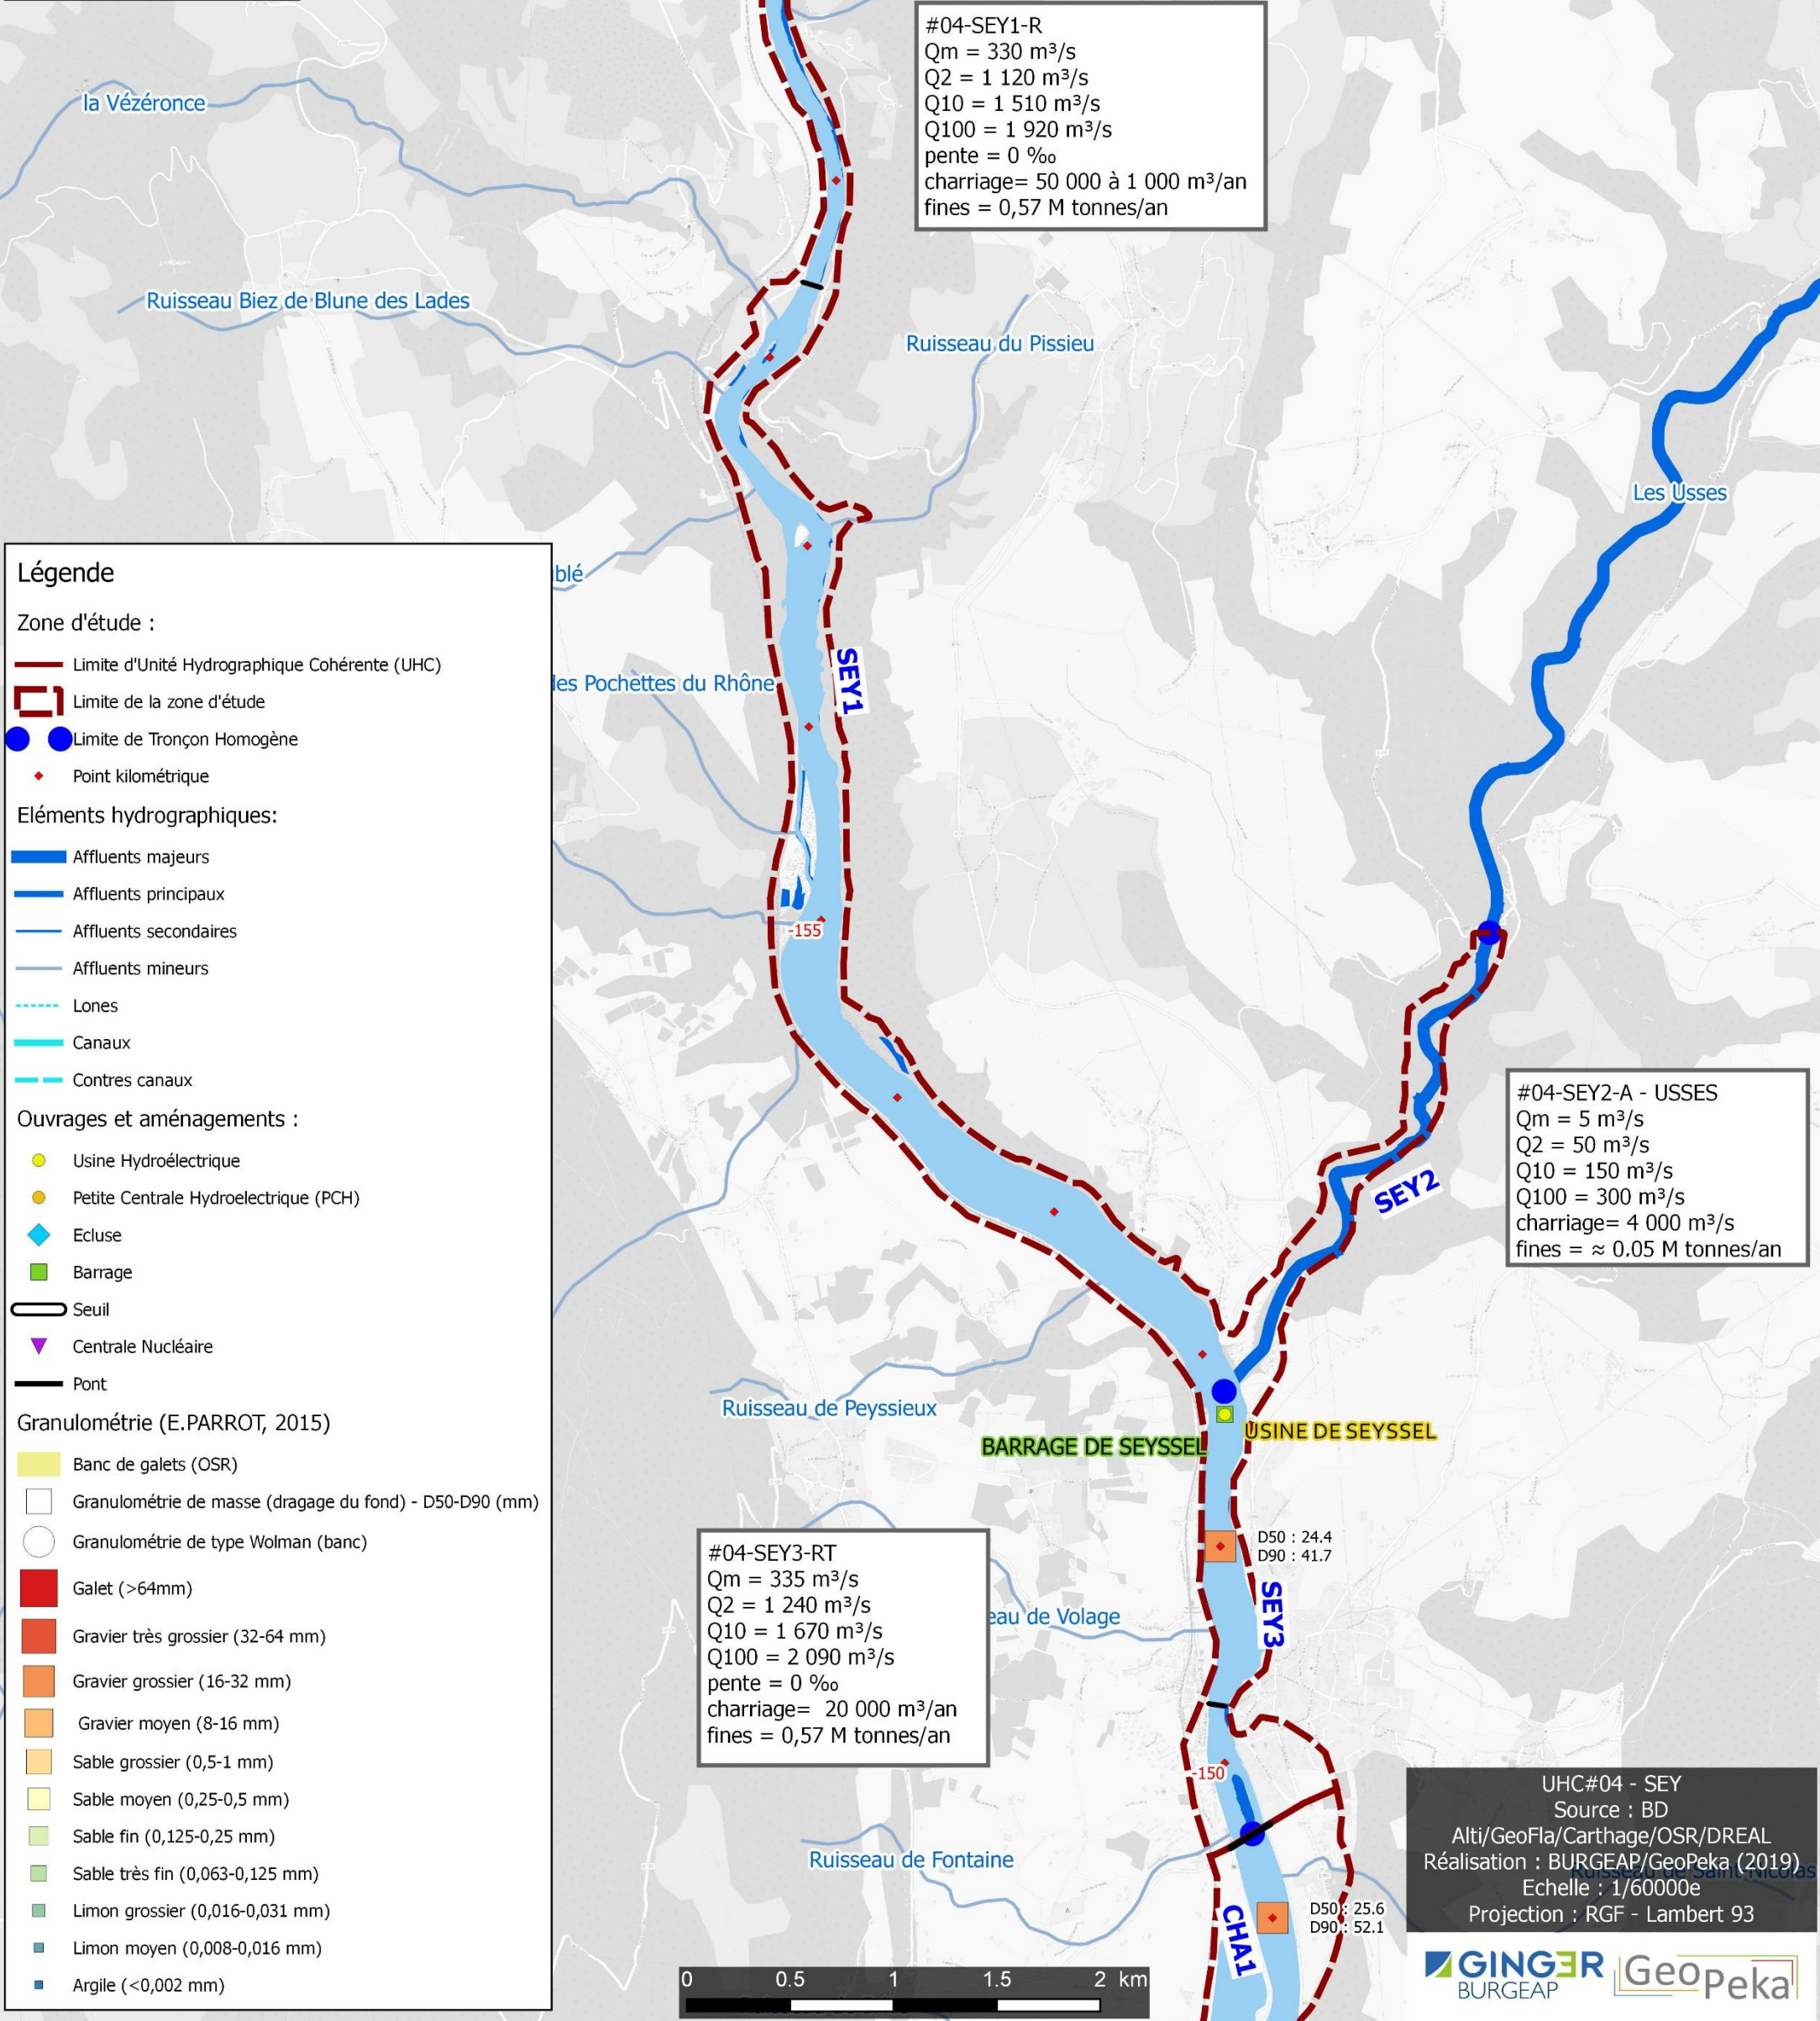 #04-SEY1-R
Qm = 330 m³/s
Q2 = 1 120 m³/s
Q10 = 1 510 m³/s
Q100 = 1 920 m³/s
pente = 0 ‰
charriage= 50 000 à 1 000 m³/an
fines = 0,57 M tonnes/an
la Vézéronce
Ruisseau Biez de Blune des Lades
Ruisseau du Pissieu
Les Usses
blé
les Pochettes du Rhône
SEY1
-155
Légende
Zone d'étude :
Limite d'Unité Hydrographique Cohérente (UHC)
Limite de la zone d'étude
Limite de Tronçon Homogène
Point kilométrique
Eléments hydrographiques:
Affluents majeurs
Affluents principaux
Affluents secondaires
Affluents mineurs
Lones
Canaux
Contres canaux
Ouvrages et aménagements :
Usine Hydroélectrique
Petite Centrale Hydroelectrique (PCH)
Ecluse
Barrage
Seuil
Centrale Nucléaire
Pont
Granulométrie (E.PARROT, 2015)
Banc de galets (OSR)
Granulométrie de masse (dragage du fond) - D50-D90 (mm)
Granulométrie de type Wolman (banc)
Galet (>64mm)
Gravier très grossier (32-64 mm)
Gravier grossier (16-32 mm)
Gravier moyen (8-16 mm)
Sable grossier (0,5-1 mm)
Sable moyen (0,25-0,5 mm)
Sable fin (0,125-0,25 mm)
Sable très fin (0,063-0,125 mm)
Limon grossier (0,016-0,031 mm)
Limon moyen (0,008-0,016 mm)
Argile (<0,002 mm)
#04-SEY2-A - USSES
Qm = 5 m³/s
Q2 = 50 m³/s
Q10 = 150 m³/s
Q100 = 300 m³/s
charriage= 4 000 m³/s
fines = ≈ 0.05 M tonnes/an
SEY2
Ruisseau de Peyssieux
BARRAGE DE SEYSSEL
USINE DE SEYSSEL
D50 : 24.4
D90 : 41.7
#04-SEY3-RT
Qm = 335 m³/s
Q2 = 1 240 m³/s
Q10 = 1 670 m³/s
Q100 = 2 090 m³/s
pente = 0 ‰
charriage= 20 000 m³/an
fines = 0,57 M tonnes/an
eau de Volage
SEY3
-150
Ruisseau de Fontaine
CHA1
D50 : 25.6
D90 : 52.1
UHC#04 - SEY
Source : BD
Alti/GeoFla/Carthage/OSR/DREAL
Réalisation : BURGEAP/GeoPeka (2019)
Ruisseau de Saint-Nicolas
Echelle : 1/60000e
Projection : RGF - Lambert 93
0 0.5 1 1.5 2 km
GINGER
BURGEAP
GeoPeka